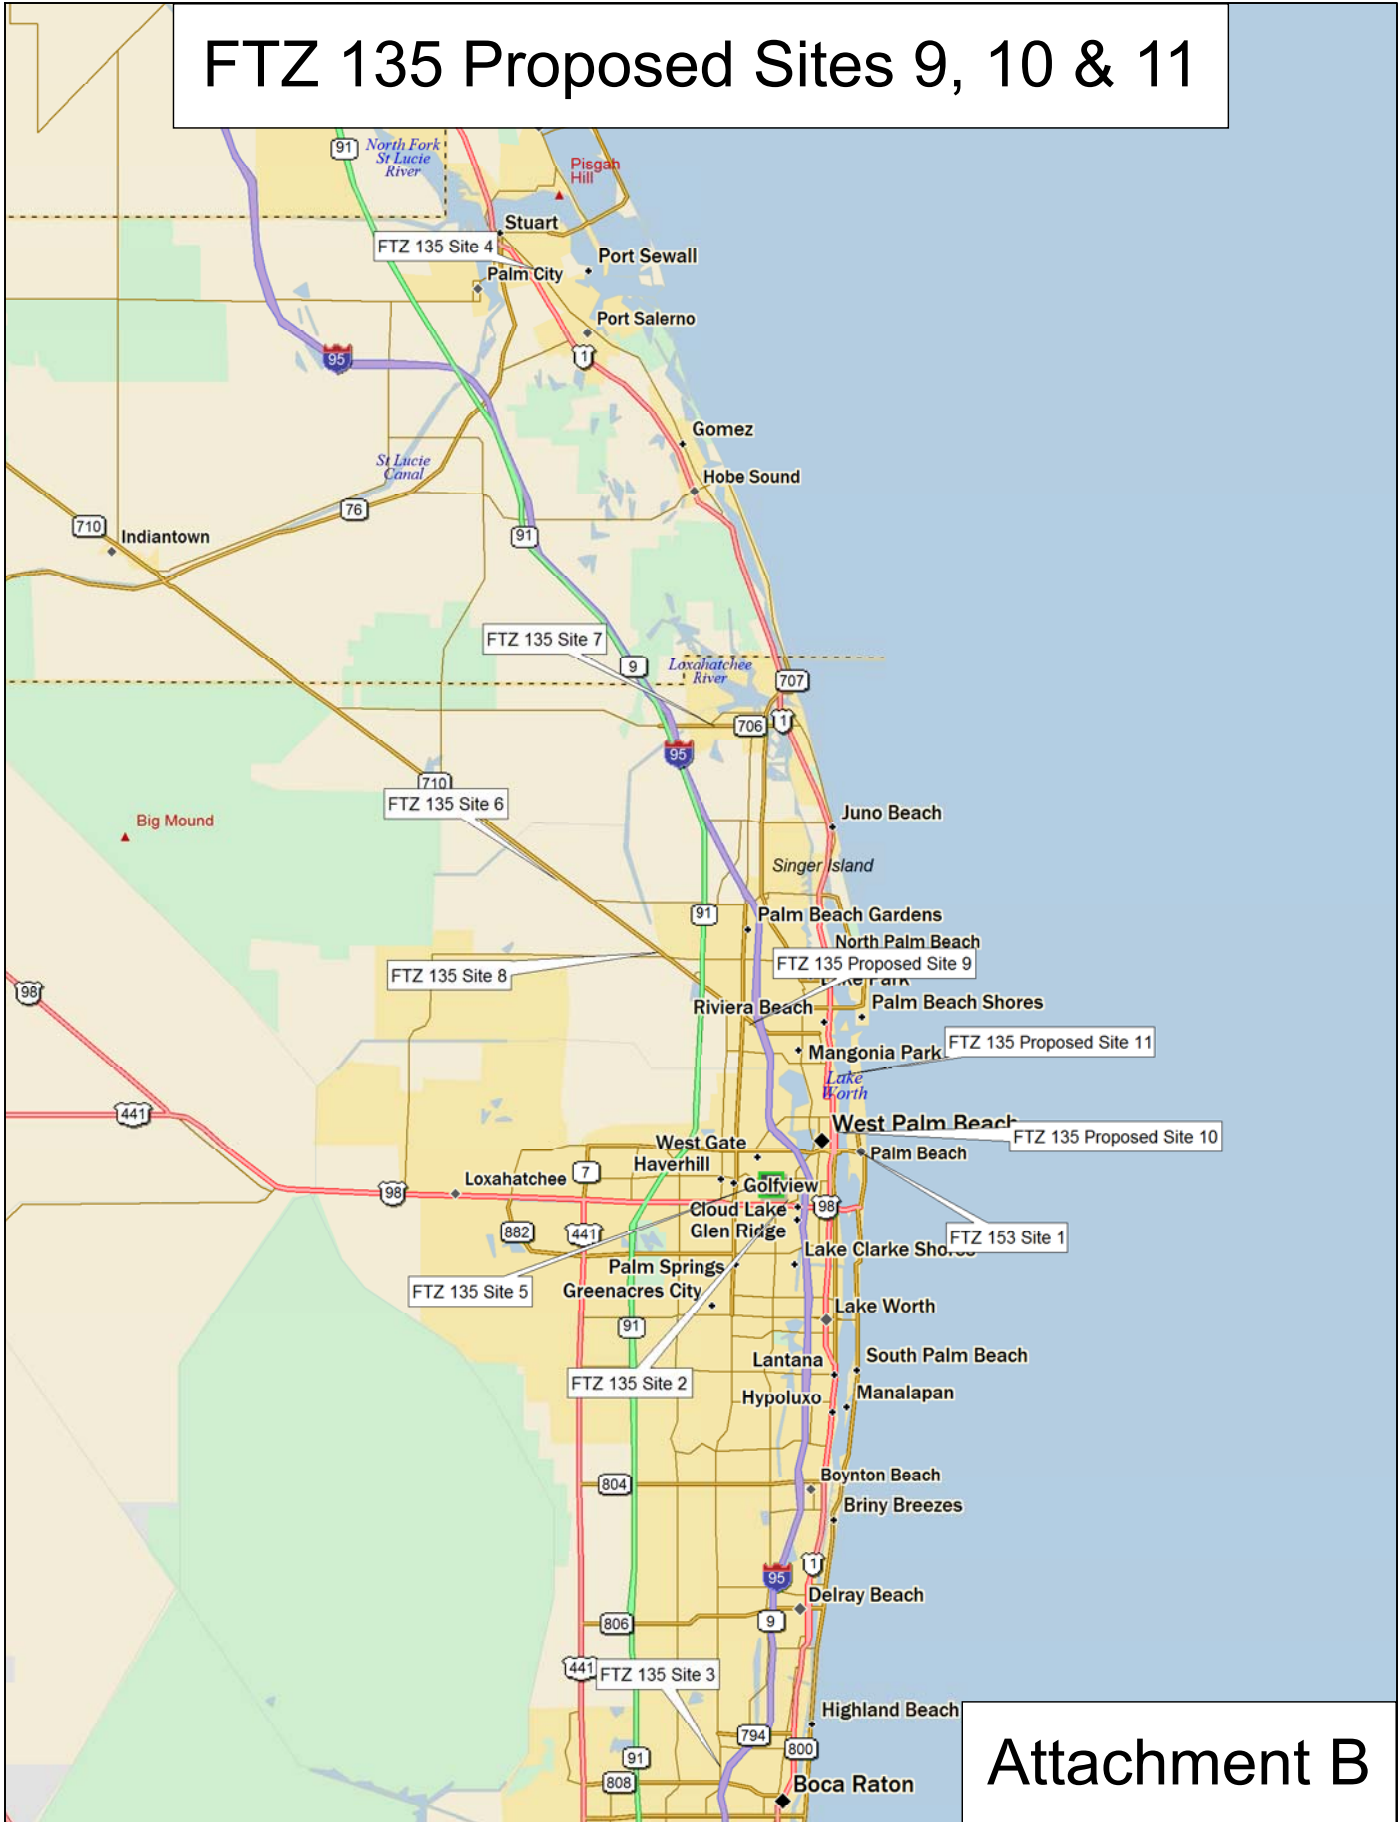 FTZ 135 Proposed Sites 9, 10 & 11
91
North Fork
St Lucie
River
Pisgah
Hill
Stuart
FTZ 135 Site 4
Port Sewall
Palm City
Port Salerno
95
1
Gomez
St Lucie
Canal
Hobe Sound
76
710
Indiantown
91
FTZ 135 Site 7
9
Loxahatchee
River
707
706
1
95
710
FTZ 135 Site 6
Big Mound
Juno Beach
Singer Island
91
Palm Beach Gardens
North Palm Beach
FTZ 135 Proposed Site 9
FTZ 135 Site 8
Lake Park
98
Riviera Beach
Palm Beach Shores
FTZ 135 Proposed Site 11
Mangonia Park
Lake
Worth
441
West Palm Beach
FTZ 135 Proposed Site 10
West Gate
Palm Beach
Haverhill
7
Loxahatchee
Golfview
98
Cloud Lake
98
882
441
Glen Ridge
FTZ 153 Site 1
Lake Clarke Shores
Palm Springs
FTZ 135 Site 5
Greenacres City
Lake Worth
91
Lantana
South Palm Beach
FTZ 135 Site 2
Hypoluxo
Manalapan
804
Boynton Beach
Briny Breezes
1
95
Delray Beach
806
9
441
FTZ 135 Site 3
Highland Beach
794
800
91
808
Boca Raton
Attachment B